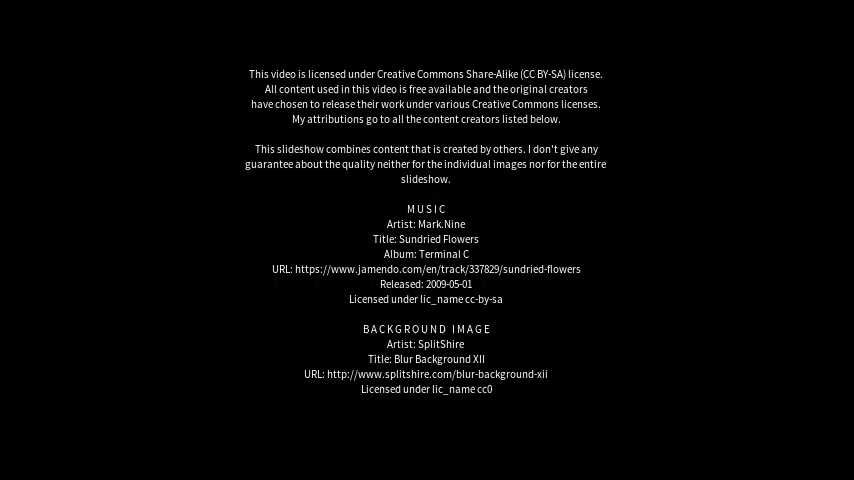 This video is licensed under Creative Commons Share-Alike (CC BY-SA) license.
All content used in this video is free available and the original creators
have chosen to release their work under various Creative Commons licenses.
My attributions go to all the content creators listed below.
This slideshow combines content that is created by others. I don't give any
guarantee about the quality neither for the individual images nor for the entire
slideshow.
MUSIC
Artist: Mark.Nine
Title: Sundried Flowers
Album: Terminal C
URL: https://www.jamendo.com/en/track/337829/sundried-flowers
Released: 2009-05-01
Licensed under lic_name cc-by-sa
BACKGROUND IMAGE
Artist: SplitShire
Title: Blur Background XII
URL: http://www.splitshire.com/blur-background-xii
Licensed under lic_name cc0